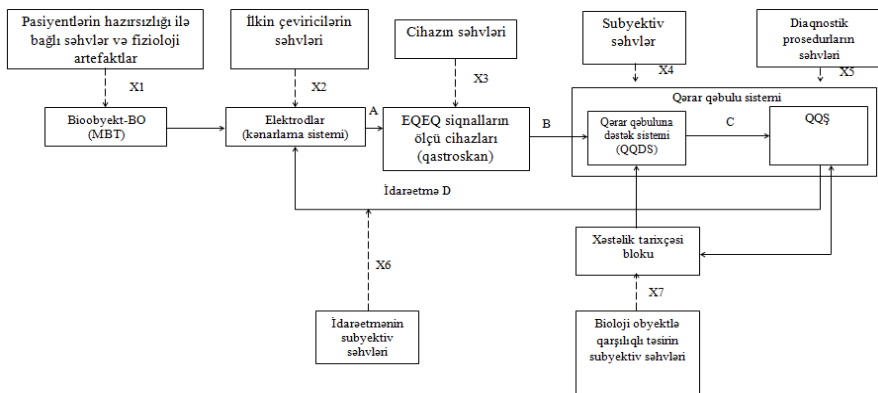 Pasiyentlərin hazırsızlığı ilə
bağlı səhvlər və fizioloji
artefaktlar
İlkin çeviricilərin
səhvləri
Cihazın səhvləri
Subyektiv
səhvlər
Diaqnostik
prosedurların
səhvləri
X1
X2
X3
X4
X5
Qərar qəbulu sistemi
Bioobyekt-BO
(MBT)
Elektrodlar
(kənarlama sistemi)
A
EQEQ siqnalların
ölçü cihazları
(qastroskan)
B
Qərar qəbuluna
dəstək sistemi
(QQDS)
C
QQŞ
İdarəetmə D
Xəstəlik tarixçəsi
bloku
X6
X7
İdarəetmənin
subyektiv
səhvləri
Bioloji obyektlə
qarşılıqlı təsirin
subyektiv səhvləri